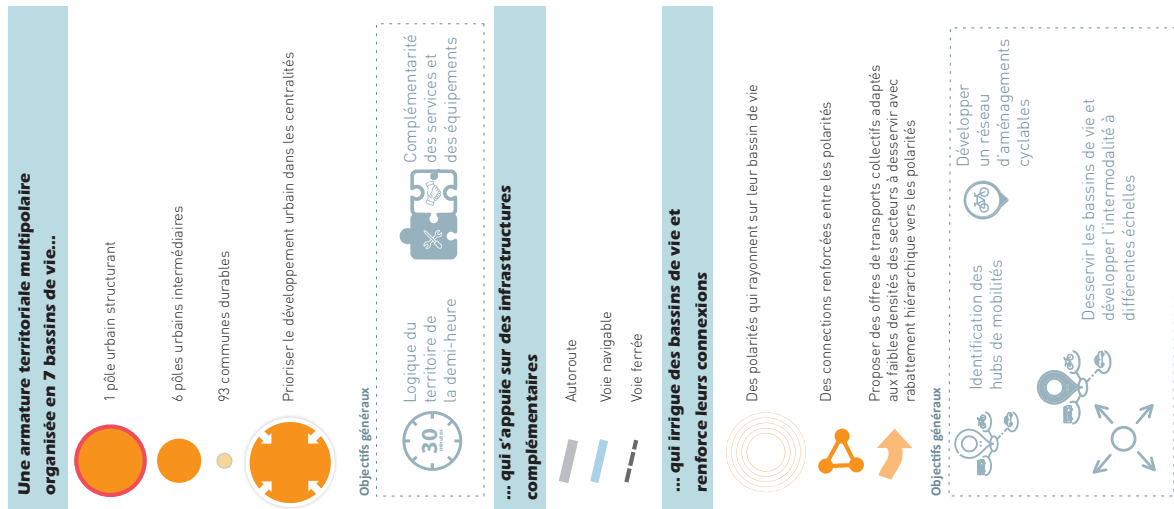 Une armature territoriale multipolaire
organisée en 7 bassins de vie...
1 pôle urbain structurant
6 pôles urbains intermédiaires
93 communes durables
Prioriser le développement urbain dans les centralités
Objectifs généraux
30
minutes
Logique du
territoire de
la demi-heure
Complémentarité
des services et
des équipements
... qui s'appuie sur des infrastructures
complémentaires
Autoroute
Voie navigable
Voie ferrée
... qui irrigue des bassins de vie et
renforce leurs connexions
Des polarités qui rayonnent sur leur bassin de vie
Des connections renforcées entre les polarités
Proposer des offres de transports collectifs adaptés
aux faibles densités des secteurs à desservir avec
rabattement hiérarchique vers les polarités
Objectifs généraux
Identification des
hubs de mobilités
Développer
un réseau
d'aménagements
cyclables
Desservir les bassins de vie et
développer l'intermodalité à
différentes échelles